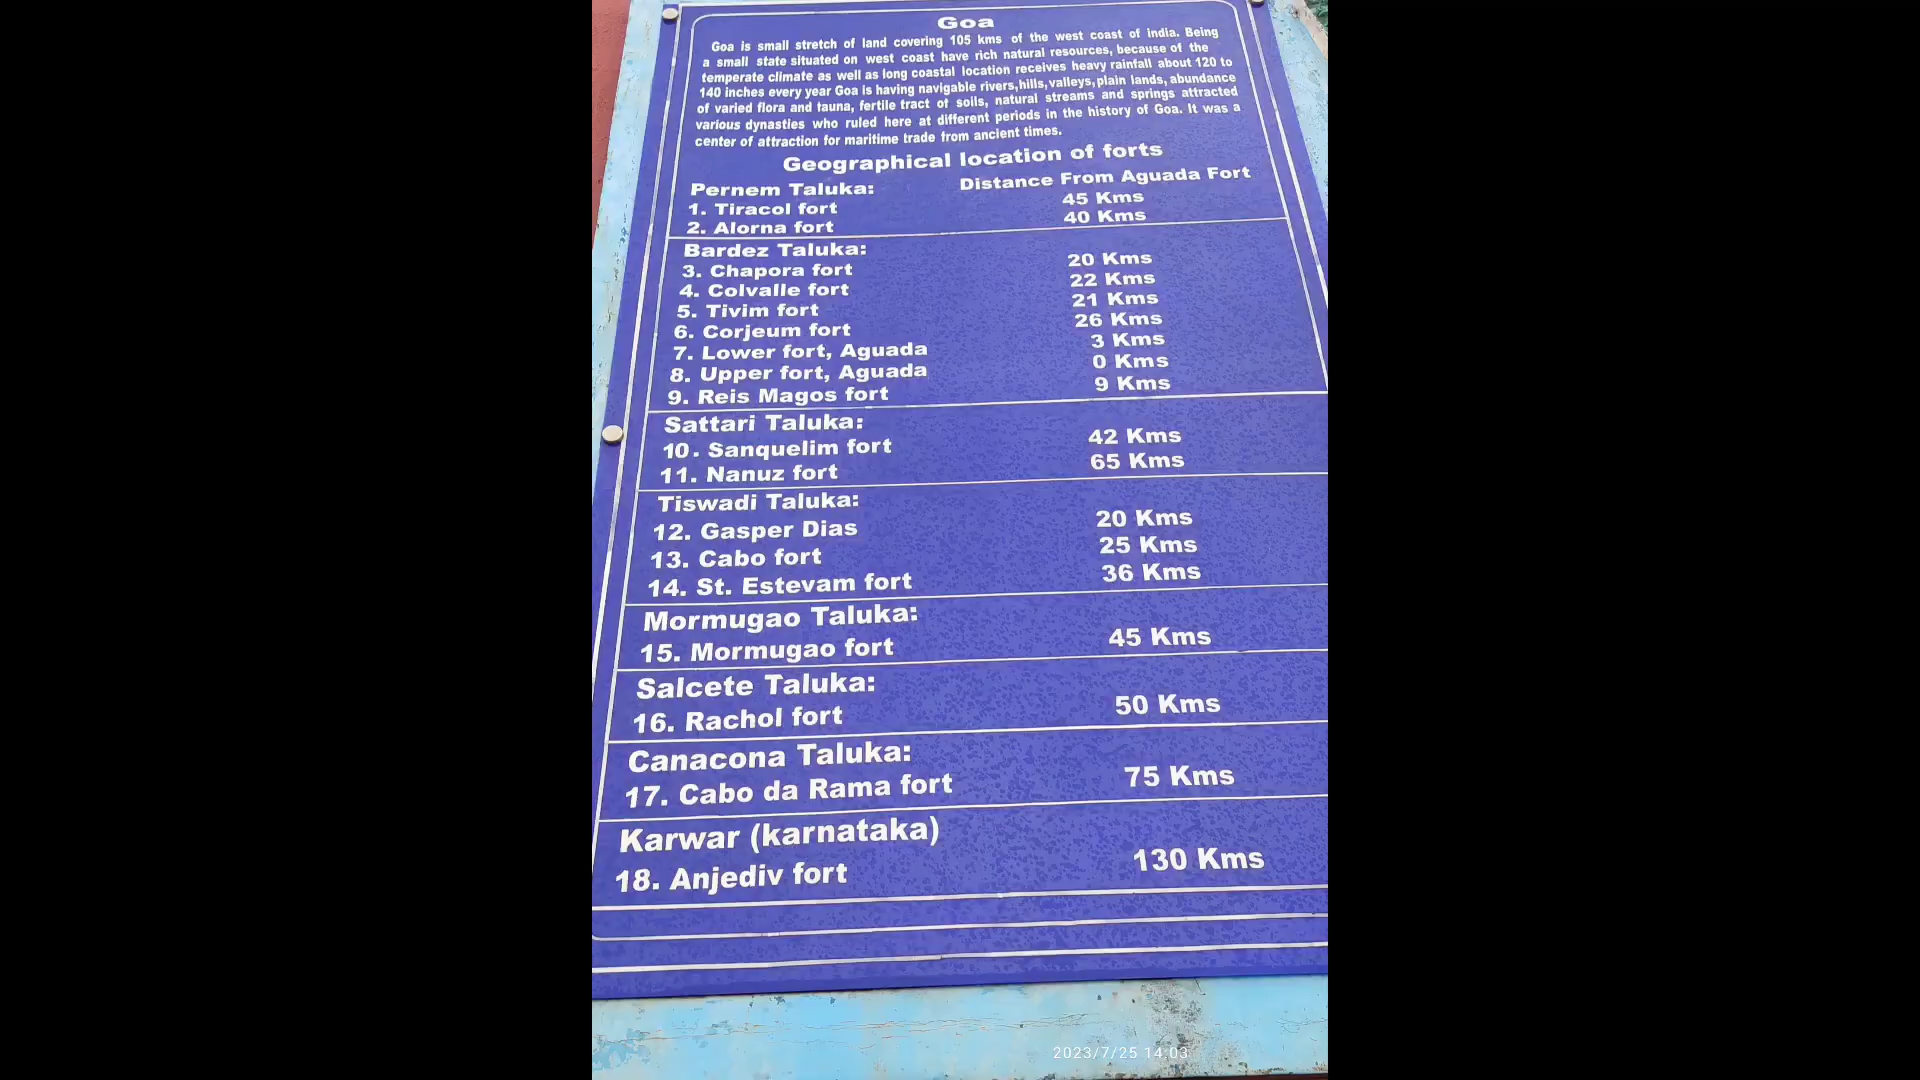 Goa
Goa is small stretch of land covering 105 kms of the west coast of india. Being
a small state situated on west coast have rich natural resources, because of the
temperate climate as well as long coastal location receives heavy rainfall about 120 to
140 inches every year Goa is having navigable rivers,hills,valleys,plain lands, abundance
of varied flora and tauna, fertile tract ot soils, natural streams and springs attracted
various dynasties who ruled here at different periods in the history of Goa. It was a
center of attraction for maritime trade from ancient times.
Geographical location of forts
Pernem Taluka: Distance From Aguada Fort
1. Tiracol fort 45 Kms
2. Alorna fort 40 Kms
Bardez Taluka:
3. Chapora fort 20 Kms
4. Colvalle fort 22 Kms
5. Tivim fort 21 Kms
6. Corjeum fort 26 Kms
7. Lower fort, Aguada 3 Kms
8. Upper fort, Aguada 0 Kms
9. Reis Magos fort 9 Kms
Sattari Taluka:
10. Sanquelim fort 42 Kms
11. Nanuz fort 65 Kms
Tiswadi Taluka:
12. Gasper Dias 20 Kms
13. Cabo fort 25 Kms
14. St. Estevam fort 36 Kms
Mormugao Taluka:
15. Mormugao fort 45 Kms
Salcete Taluka:
16. Rachol fort 50 Kms
Canacona Taluka:
17. Cabo da Rama fort 75 Kms
Karwar (karnataka)
18. Anjediv fort 130 Kms
2023/7/25 14:03